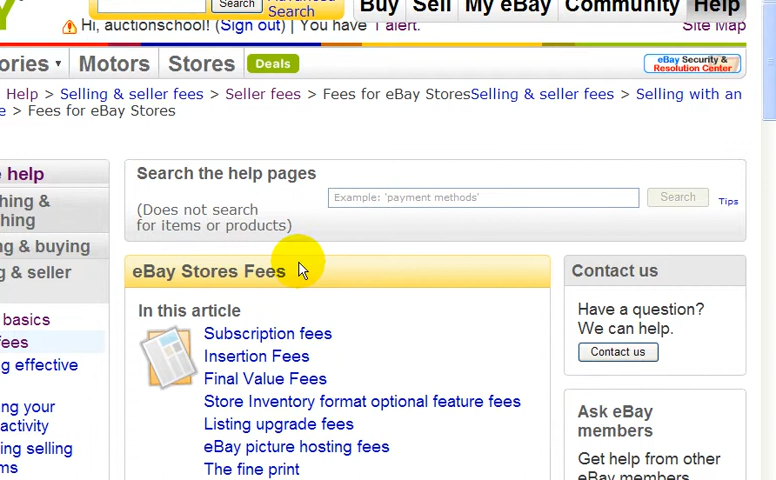 Search
Advanced
Search
Buy Sell My eBay Community Help
Hi, auctionschool! (Sign out) | You have 1 alert.
Site Map
ories Motors Stores Deals
eBay Security &
Resolution Center
Help > Selling & seller fees > Seller fees > Fees for eBay StoresSelling & seller fees > Selling with an
e > Fees for eBay Stores
e help
hing &
thing
ng & buying
g & seller
basics
fees
g effective
ing your
activity
ing selling
ms
Search the help pages
(Does not search
for items or products)
Example: 'payment methods'
Search
Tips
eBay Stores Fees
In this article
Subscription fees
Insertion Fees
Final Value Fees
Store Inventory format optional feature fees
Listing upgrade fees
eBay picture hosting fees
The fine print
Contact us
Have a question?
We can help.
Contact us
Ask eBay
members
Get help from other
eBay members